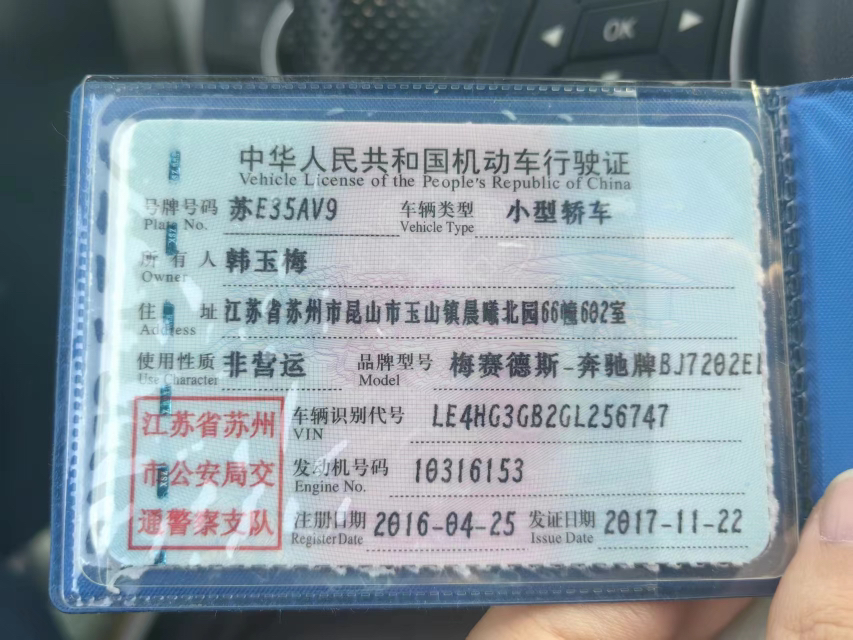 OK
中华人民共和国机动车行驶证
Vehicle License of the People's Republic of China
号牌号码 苏E35AV9 车辆类型 小型轿车
Plate No. Vehicle Type
所有人 韩玉梅
Owner
住址 江苏省苏州市昆山市玉山镇晨曦北园66幢602室
Address
使用性质 非营运 品牌型号 梅赛德斯-奔驰牌BJ7202E
Use Character Model
江苏省苏州
市公安局交
通警察支队
车辆识别代号 LE4HG3GB2GL256747
VIN
发动机号码 10316153
Engine No.
注册日期 2016-04-25 发证日期 2017-11-22
Register Date Issue Date